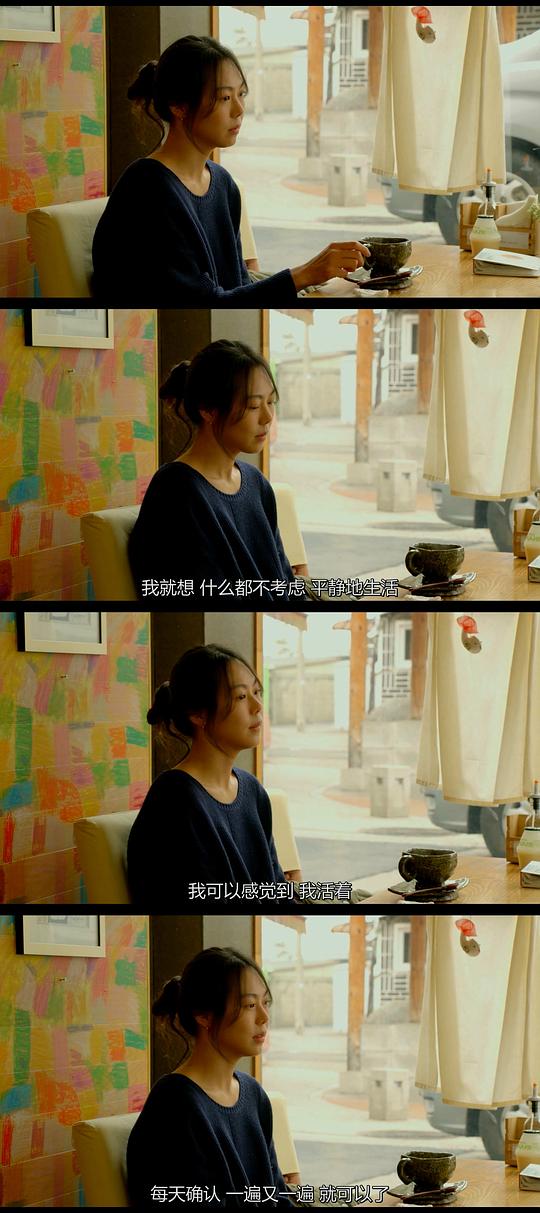 我就想 什么都不考虑 平静地生活
我可以感觉到 我活着
每天确认 一遍又一遍 就可以了